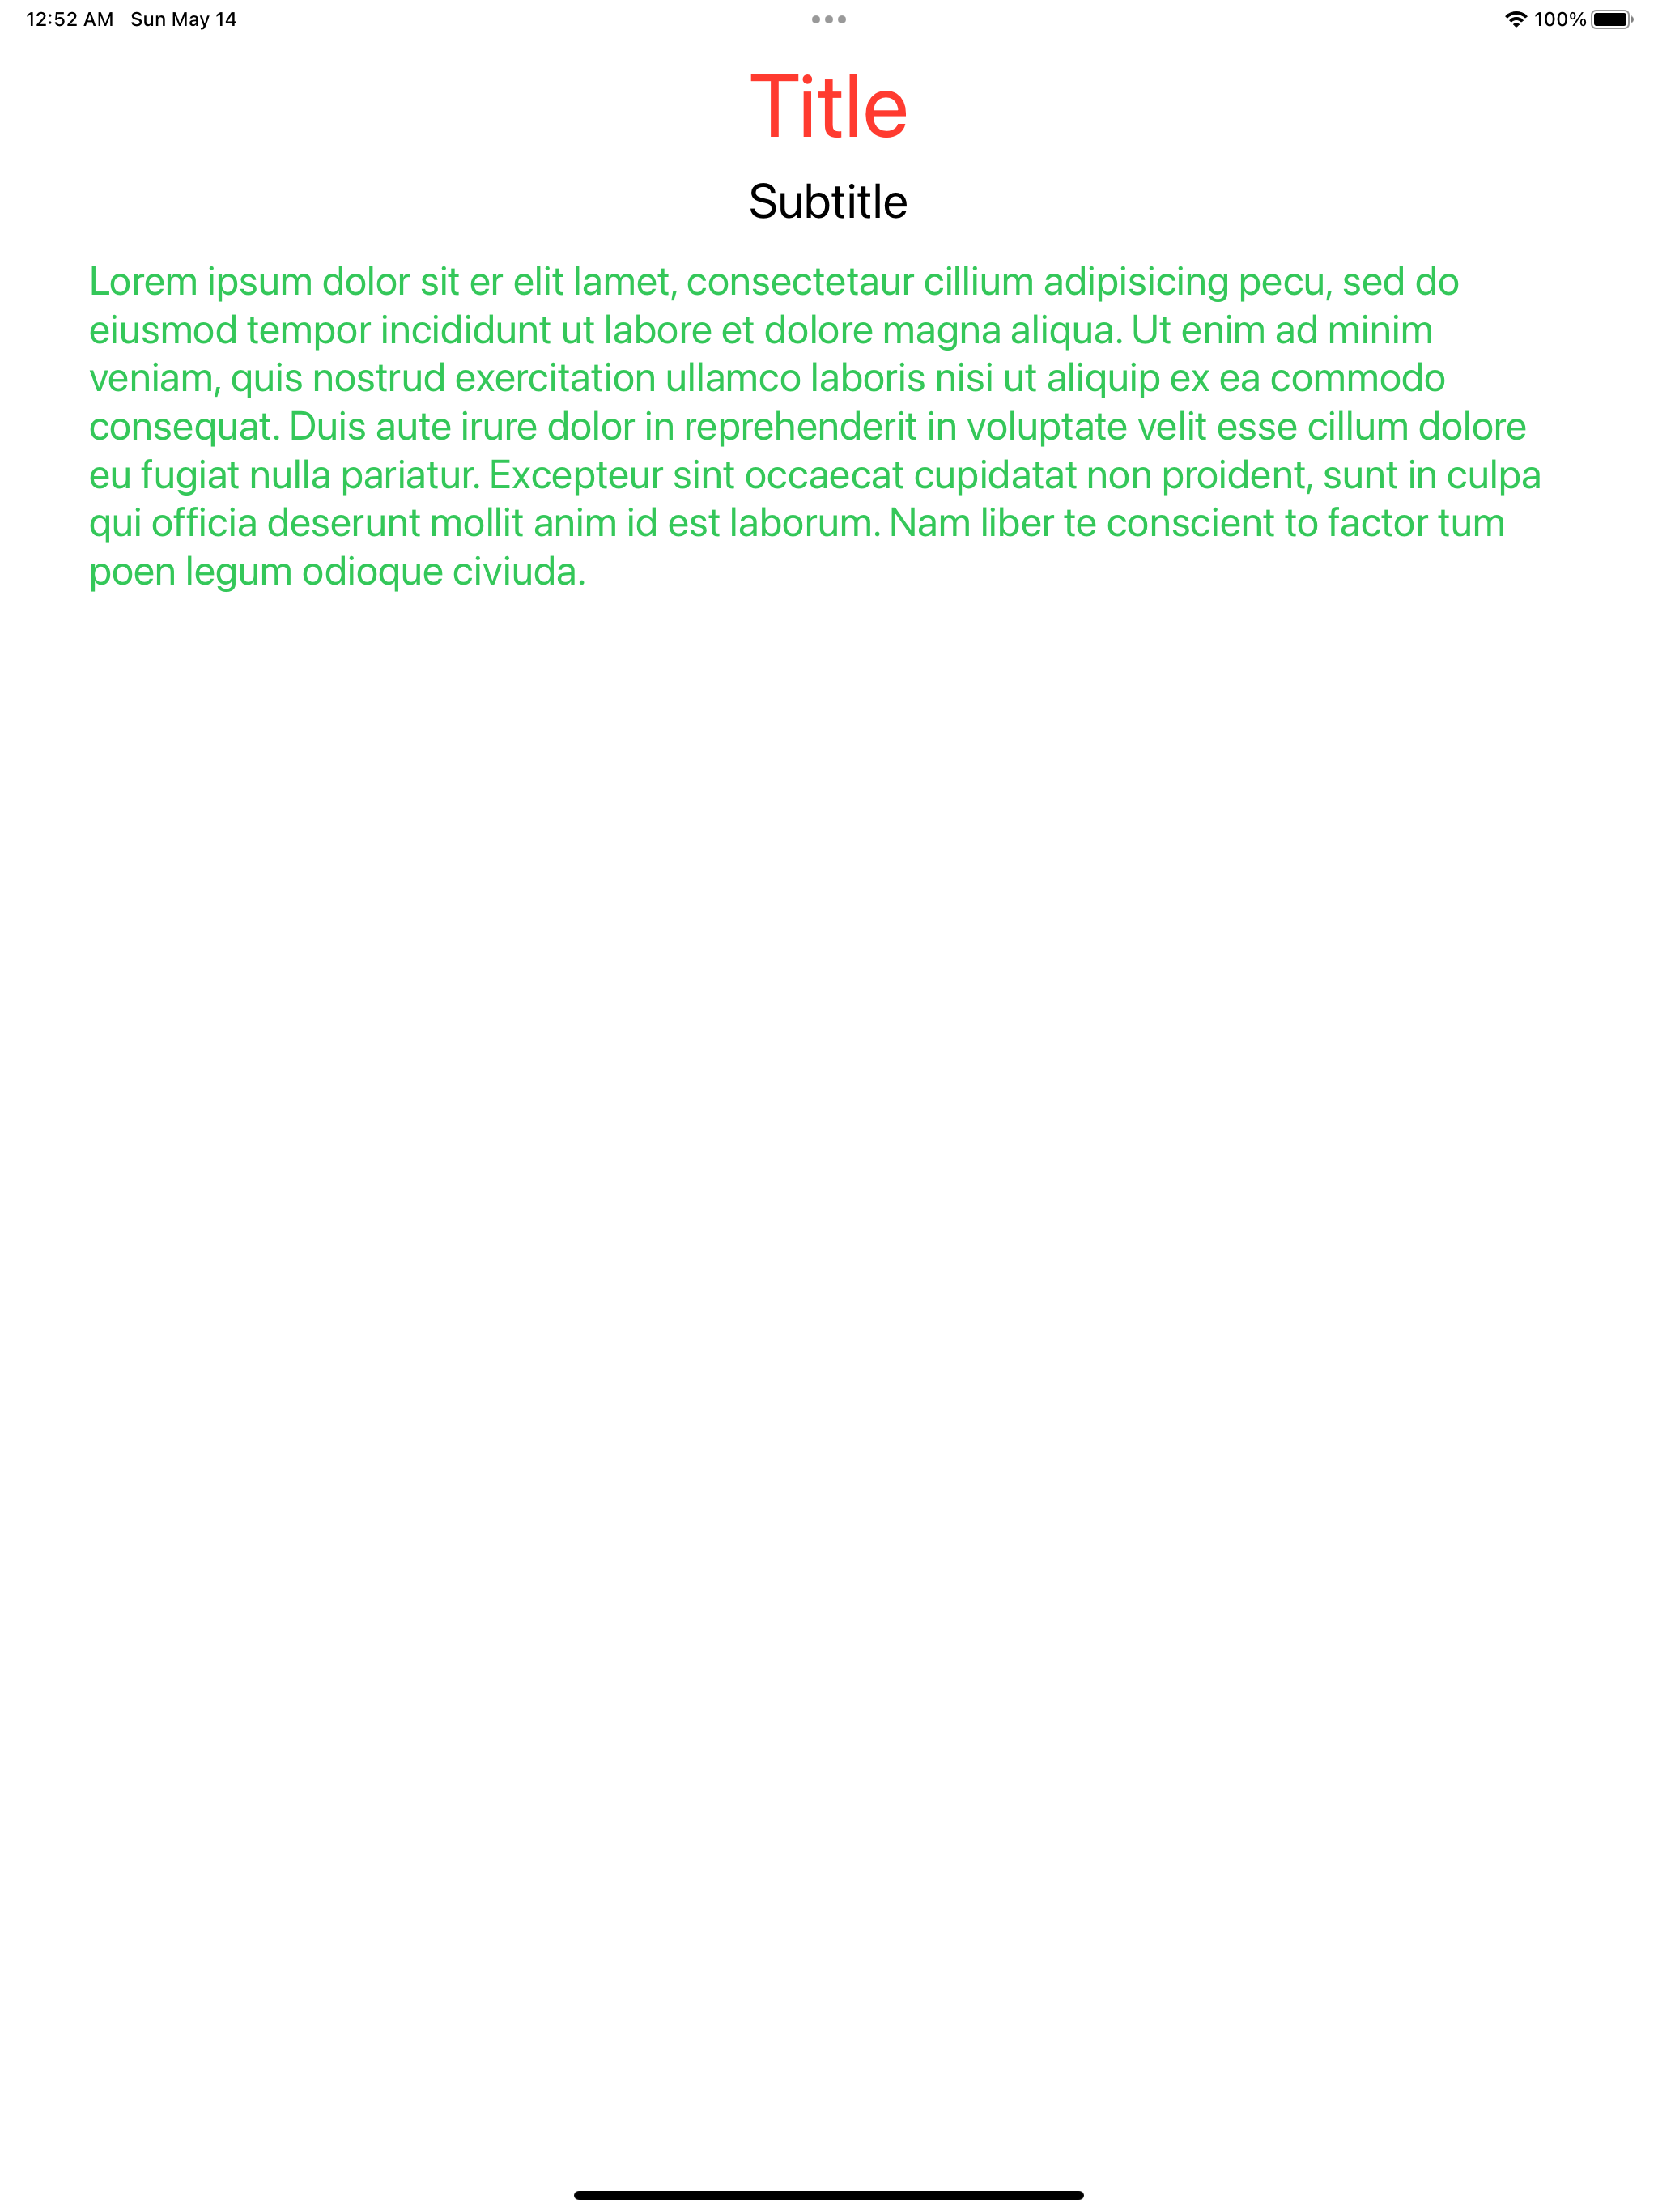 12:52 AM Sun May 14
100%
Title
Subtitle
Lorem ipsum dolor sit er elit lamet, consectetaur cillium adipisicing pecu, sed do
eiusmod tempor incididunt ut labore et dolore magna aliqua. Ut enim ad minim
veniam, quis nostrud exercitation ullamco laboris nisi ut aliquip ex ea commodo
consequat. Duis aute irure dolor in reprehenderit in voluptate velit esse cillum dolore
eu fugiat nulla pariatur. Excepteur sint occaecat cupidatat non proident, sunt in culpa
qui officia deserunt mollit anim id est laborum. Nam liber te conscient to factor tum
poen legum odioque civiuda.